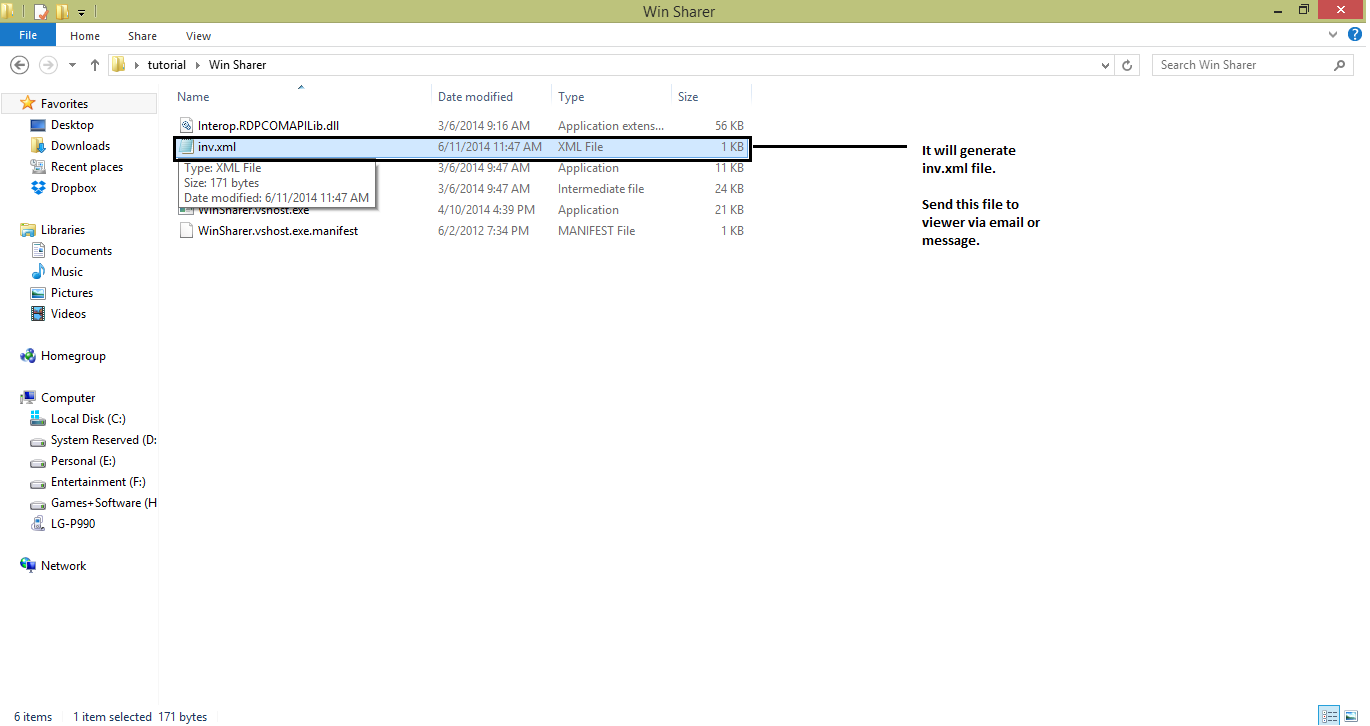 Win Sharer
File Home Share View
tutorial Win Sharer Search Win Sharer
Name Date modified Type Size
Favorites
Desktop
Downloads
Recent places
Dropbox
Libraries
Documents
Music
Pictures
Videos
Homegroup
Computer
Local Disk (C:)
System Reserved (D:
Personal (E:)
Entertainment (F:)
Games+Software (H
LG-P990
Network
Interop.RDPCOMAPILib.dll 3/6/2014 9:16 AM Application extens... 56 KB
inv.xml 6/11/2014 11:47 AM XML File 1 KB
Type: XML File
Size: 171 bytes
Date modified: 6/11/2014 11:47 AM
3/6/2014 9:47 AM Application 11 KB
3/6/2014 9:47 AM Intermediate file 24 KB
WinSharer.vshost.exe 4/10/2014 4:39 PM Application 21 KB
WinSharer.vshost.exe.manifest 6/2/2012 7:34 PM MANIFEST File 1 KB
It will generate
inv.xml file.
Send this file to
viewer via email or
message.
6 items 1 item selected 171 bytes